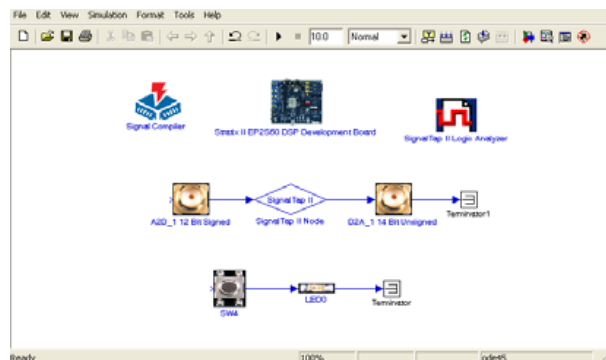 File Edit View Simulation Format Tools Help
10.0 Normal
Signal Compiler
Stratix II EP2S60 DSP Development Board
SignalTap II Logic Analyzer
SignalTap II
A2D_1 12 Bit Signed
SignalTap II Node
D2A_1 14 Bit Unsigned
Terminator1
SW4
LED0
Terminator
Ready 100% ode45